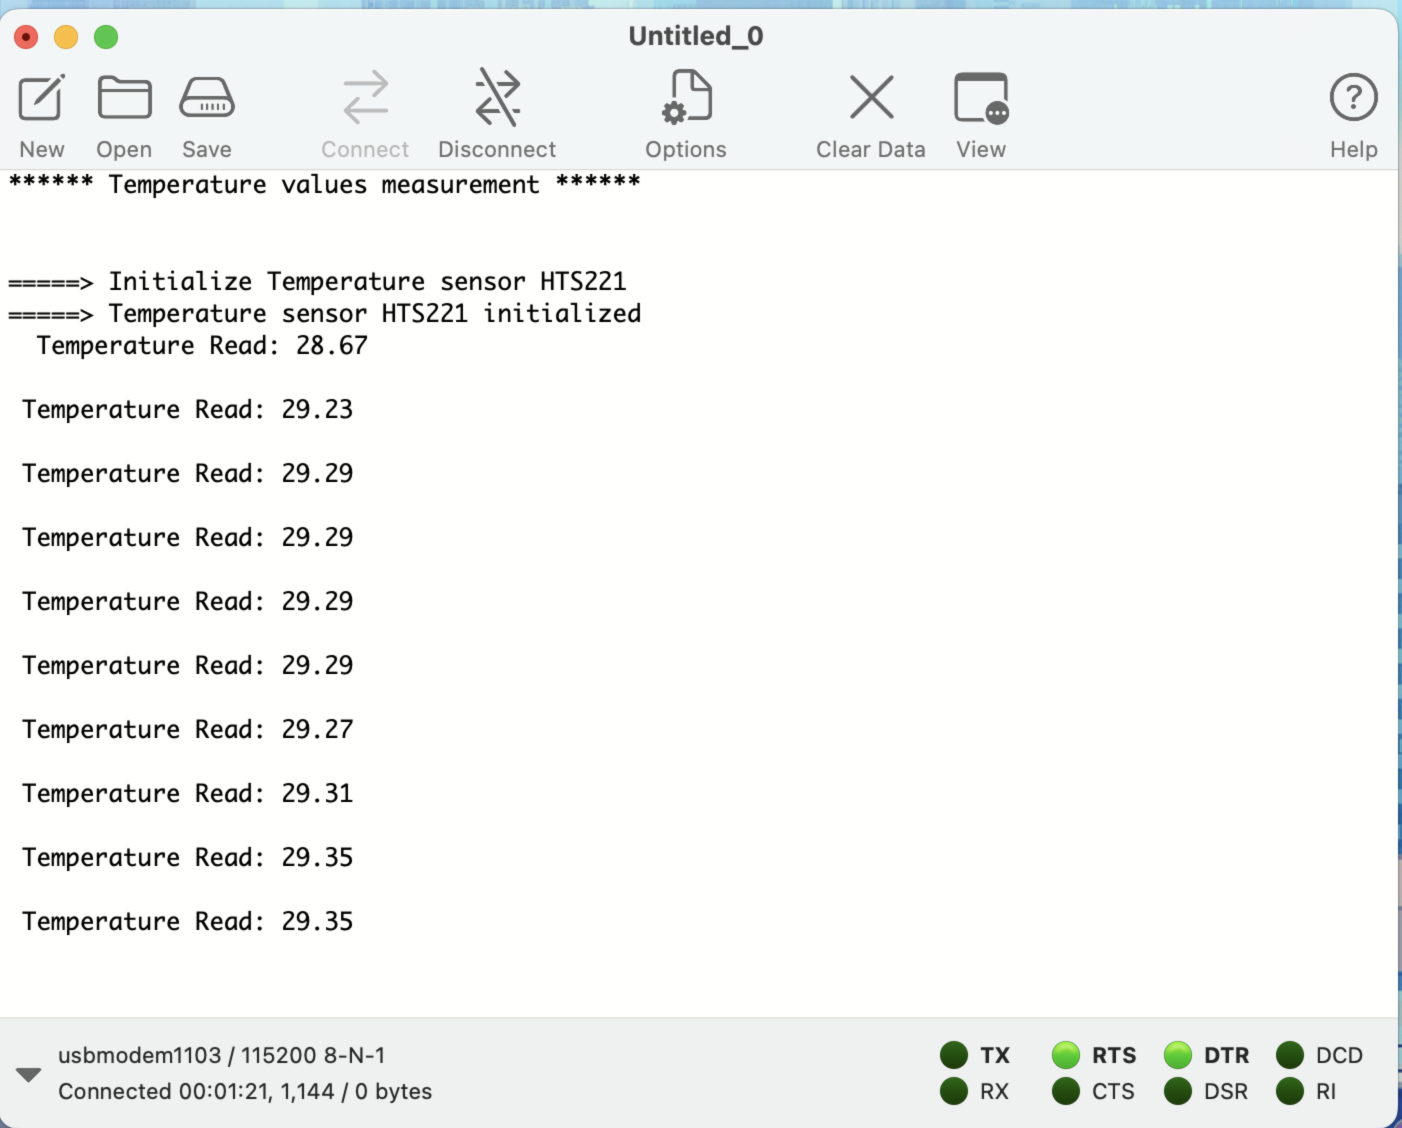 Untitled_0
New Open Save Connect Disconnect Options Clear Data View Help
****** Temperature values measurement ******
=====> Initialize Temperature sensor HTS221
=====> Temperature sensor HTS221 initialized
Temperature Read: 28.67
Temperature Read: 29.23
Temperature Read: 29.29
Temperature Read: 29.29
Temperature Read: 29.29
Temperature Read: 29.29
Temperature Read: 29.27
Temperature Read: 29.31
Temperature Read: 29.35
Temperature Read: 29.35
usbmodem1103 / 115200 8-N-1
Connected 00:01:21, 1,144 / 0 bytes
TX RTS DTR DCD
RX CTS DSR RI